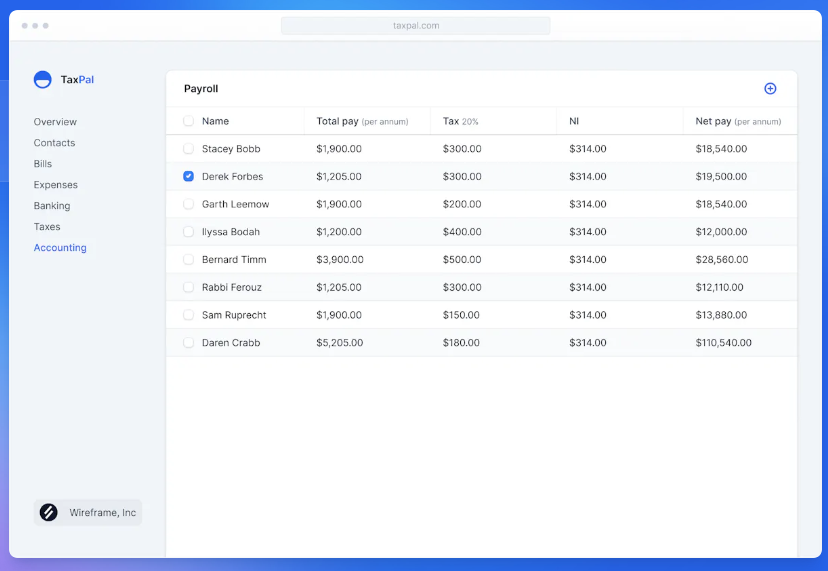 taxpal.com
TaxPal
Overview
Contacts
Bills
Expenses
Banking
Taxes
Accounting
Wireframe, Inc
Payroll
Name Total pay (per annum) Tax 20% NI Net pay (per annum)
Stacey Bobb $1,900.00 $300.00 $314.00 $18,540.00
Derek Forbes $1,205.00 $300.00 $314.00 $19,500.00
Garth Leemow $1,900.00 $200.00 $314.00 $18,540.00
Ilyssa Bodah $1,200.00 $400.00 $314.00 $12,000.00
Bernard Timm $3,900.00 $500.00 $314.00 $28,560.00
Rabbi Ferouz $1,205.00 $300.00 $314.00 $12,110.00
Sam Ruprecht $1,900.00 $150.00 $314.00 $13,880.00
Daren Crabb $5,205.00 $180.00 $314.00 $110,540.00